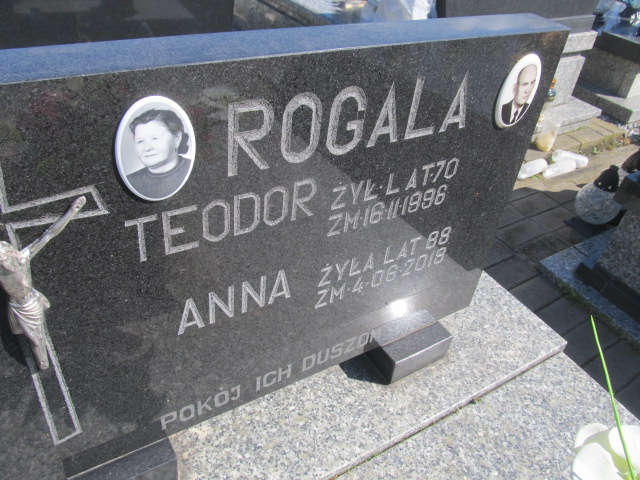 ROGALA
TEODOR ŻYŁ·LAT·70
ZM·16·11·1996
ANNA ŻYŁA LAT 88
ZM·4·06·2018
POKÓJ ICH DUSZOM